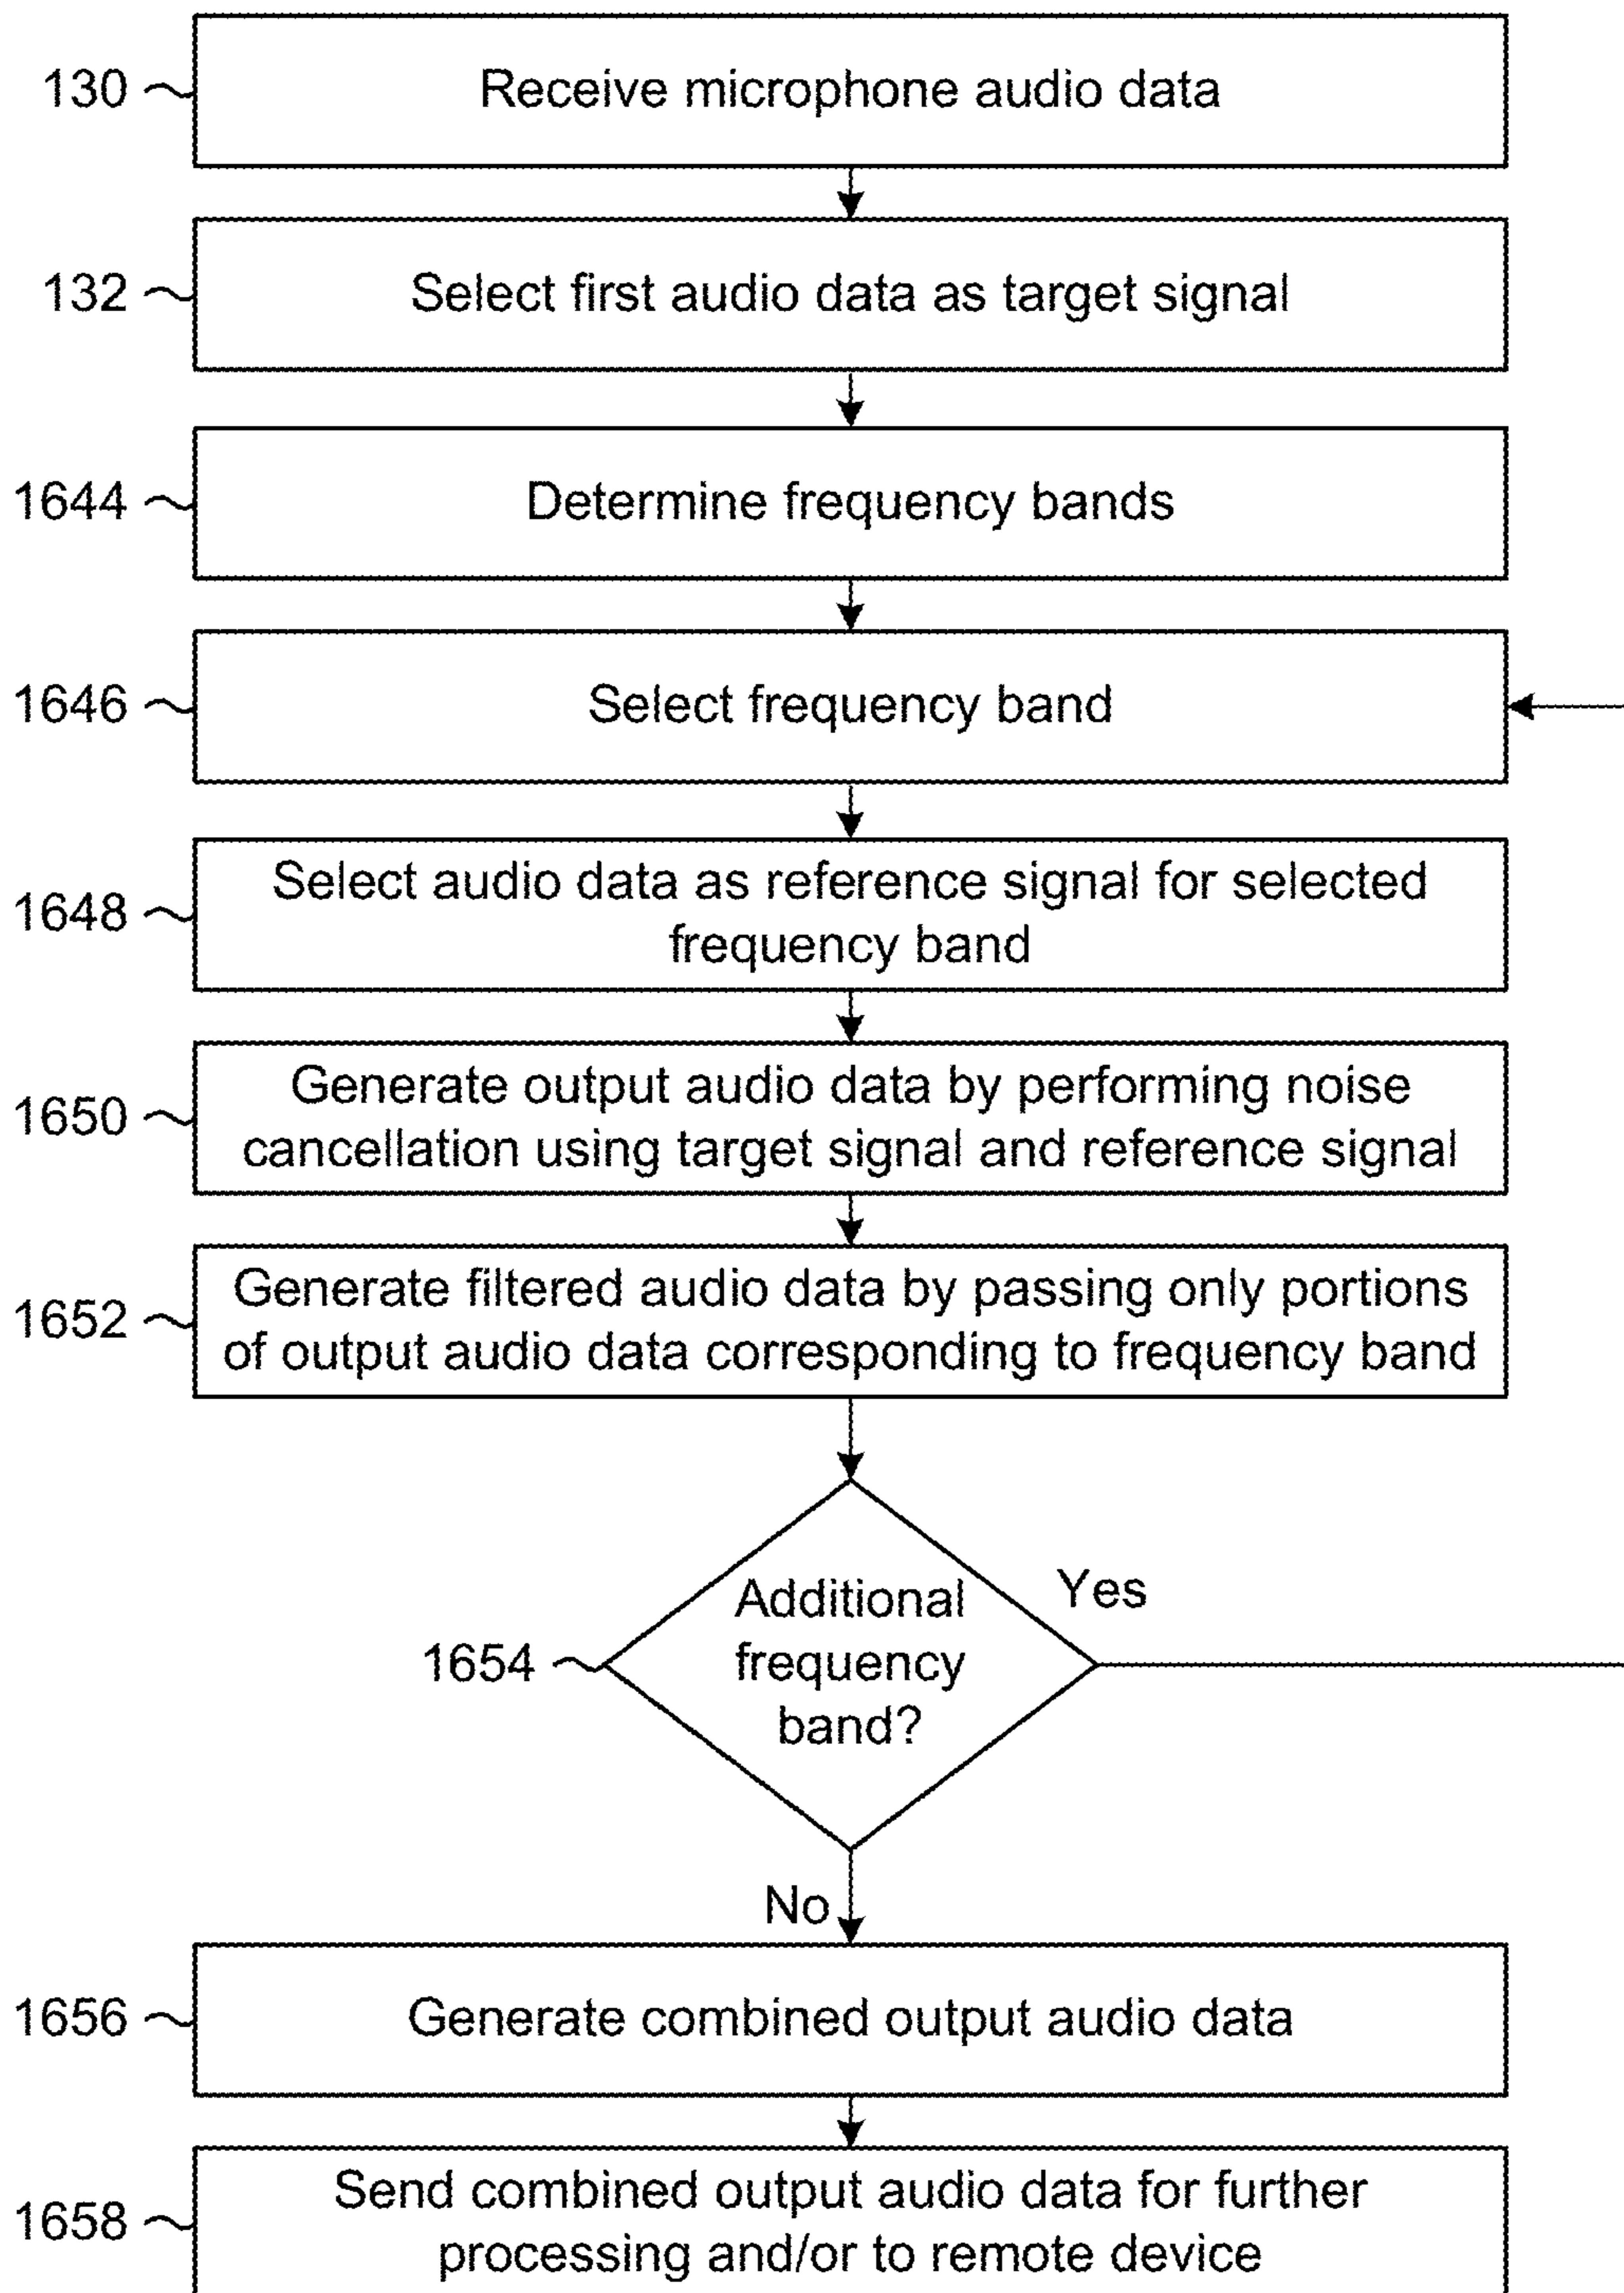 130
Receive microphone audio data
132
Select first audio data as target signal
1644
Determine frequency bands
1646
Select frequency band
1648
Select audio data as reference signal for selected
frequency band
1650
Generate output audio data by performing noise
cancellation using target signal and reference signal
1652
Generate filtered audio data by passing only portions
of output audio data corresponding to frequency band
1654
Additional
frequency
band?
Yes
No
1656
Generate combined output audio data
1658
Send combined output audio data for further
processing and/or to remote device